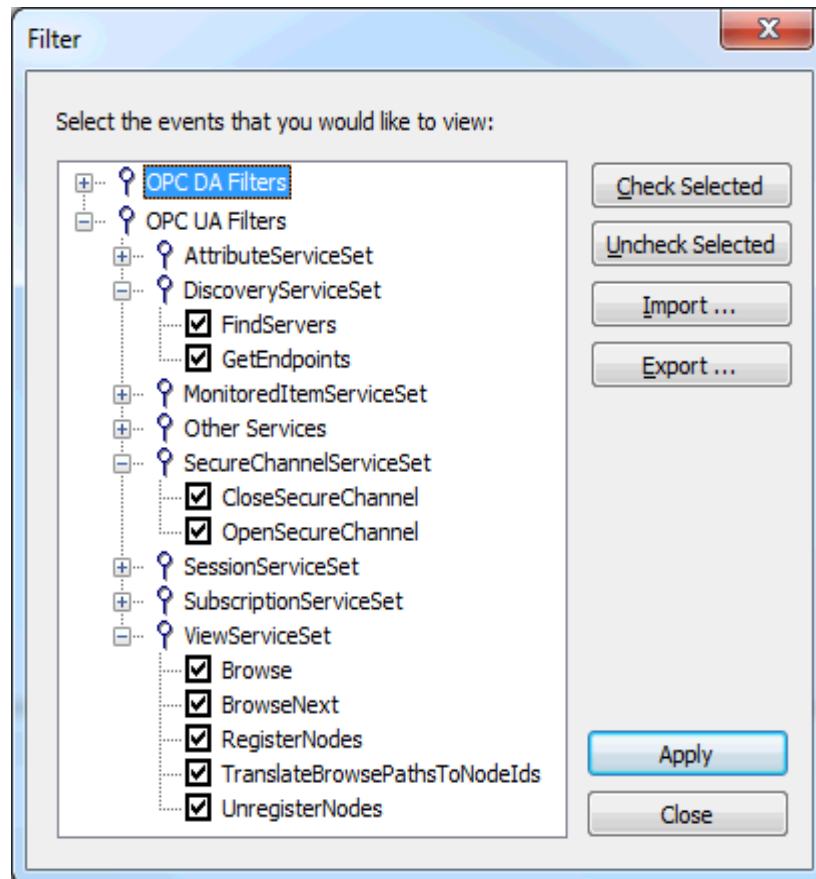 Filter
Select the events that you would like to view:
OPC DA Filters
OPC UA Filters
AttributeServiceSet
DiscoveryServiceSet
FindServers
GetEndpoints
MonitoredItemServiceSet
Other Services
SecureChannelServiceSet
CloseSecureChannel
OpenSecureChannel
SessionServiceSet
SubscriptionServiceSet
ViewServiceSet
Browse
BrowseNext
RegisterNodes
TranslateBrowsePathsToNodeIds
UnregisterNodes
Check Selected
Uncheck Selected
Import ...
Export ...
Apply
Close